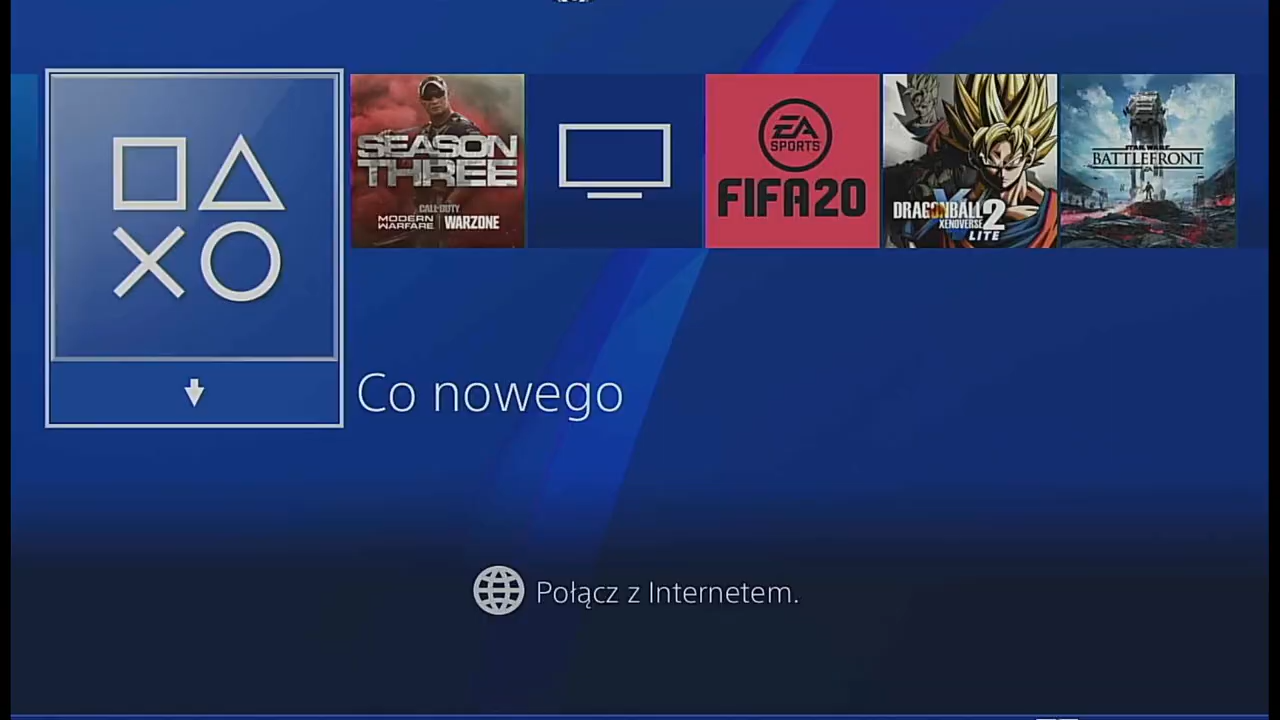 SEASON
THREE
CALL OF DUTY
MODERN
WARFARE
WARZONE
EA
SPORTS
FIFA20
DRAGONBALL
XENOVERSE 2
LITE
STAR WARS
BATTLEFRONT
Co nowego
Połącz z Internetem.